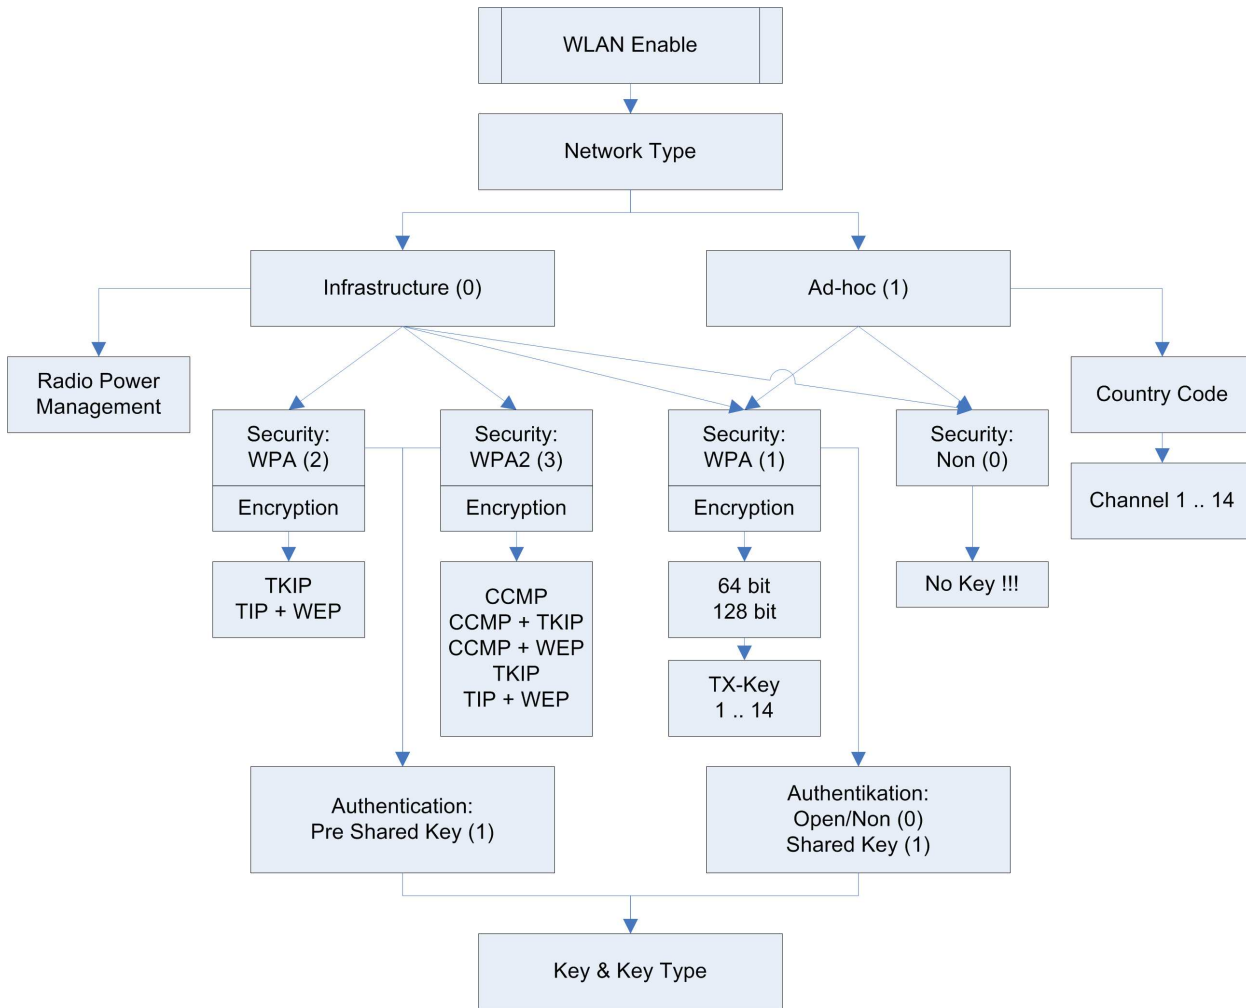 WLAN Enable
Network Type
Infrastructure (0)
Ad-hoc (1)
Radio Power
Management
Country Code
Security:
WPA (2)
Security:
WPA2 (3)
Security:
WPA (1)
Security:
Non (0)
Channel 1 .. 14
Encryption
Encryption
Encryption
TKIP
TIP + WEP
CCMP
CCMP + TKIP
CCMP + WEP
TKIP
TIP + WEP
64 bit
128 bit
No Key !!!
TX-Key
1 .. 14
Authentication:
Pre Shared Key (1)
Authentikation:
Open/Non (0)
Shared Key (1)
Key & Key Type